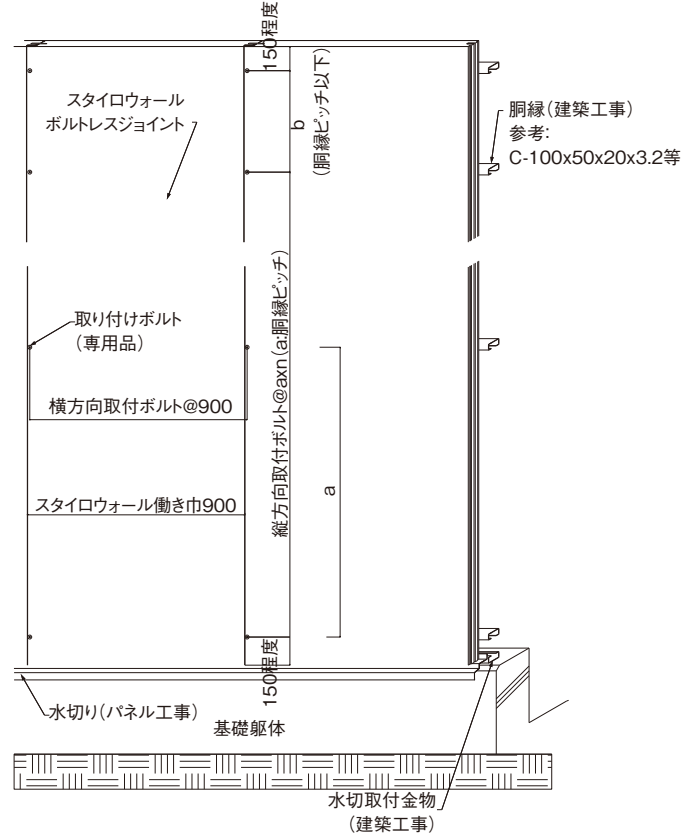 150程度
スタイロウォール
ボルトレスジョイント
b
(胴縁ピッチ以下)
胴縁(建築工事)
参考:
C-100x50x20x3.2等
取り付けボルト
(専用品)
横方向取付ボルト@900
縦方向取付ボルト@axn(a:胴縁ピッチ)
a
スタイロウォール働き巾900
150程度
水切り(パネル工事)
基礎躯体
水切取付金物
(建築工事)